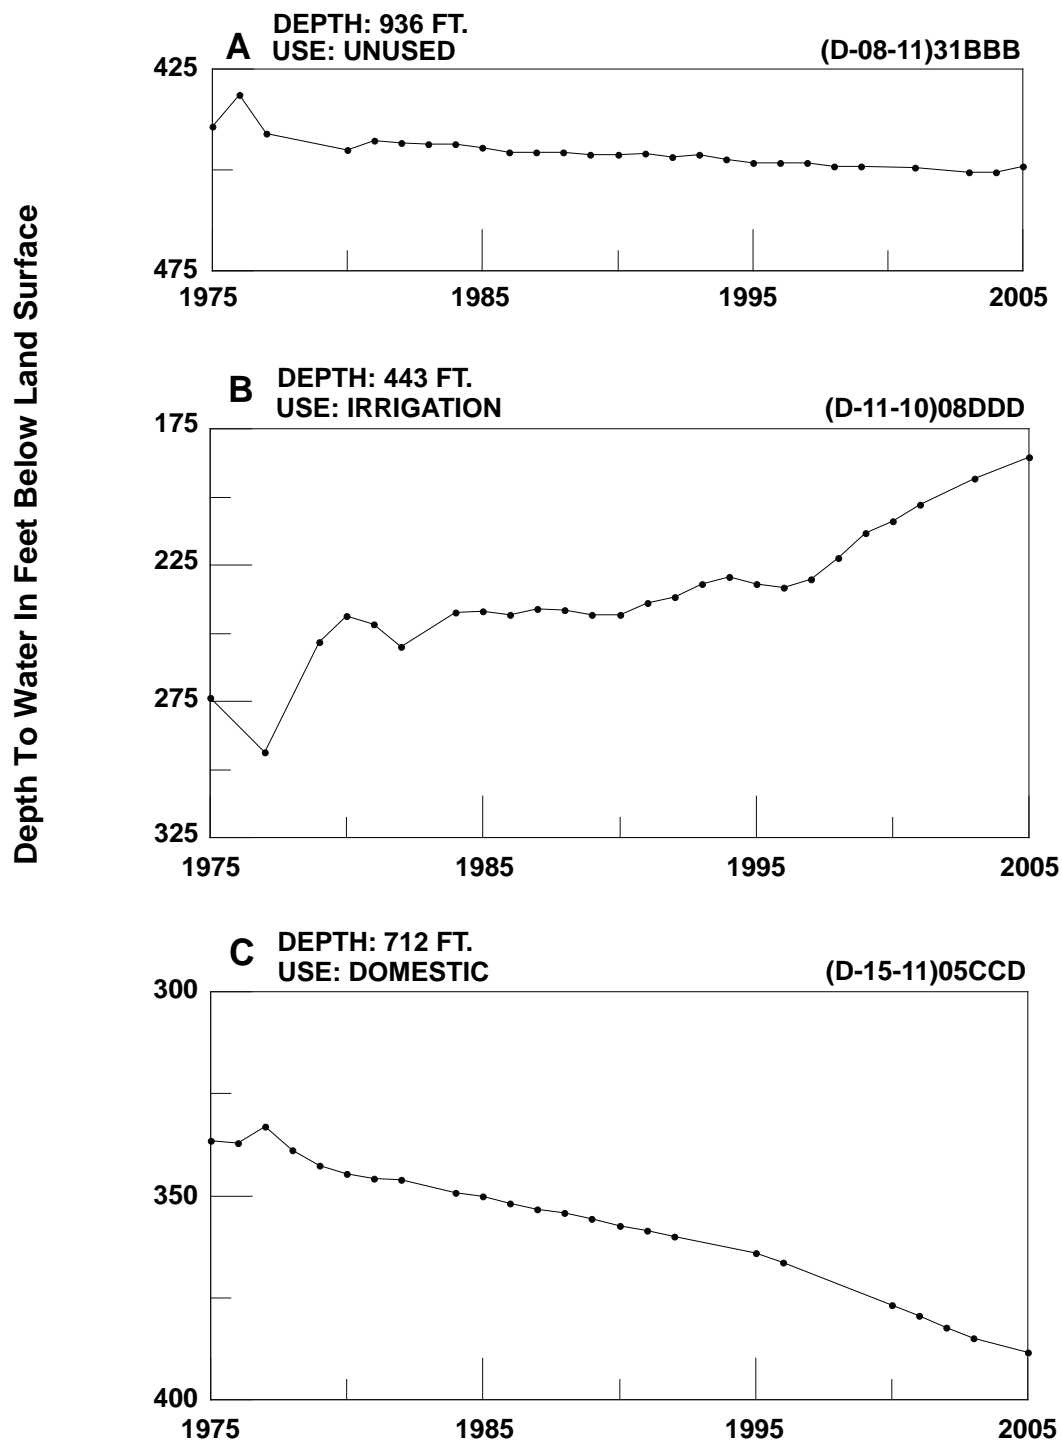 Depth To Water In Feet Below Land Surface
A
DEPTH: 936 FT.
USE: UNUSED
(D-08-11)31BBB
425
475
1975 1985 1995 2005
B
DEPTH: 443 FT.
USE: IRRIGATION
(D-11-10)08DDD
175
225
275
325
1975 1985 1995 2005
C
DEPTH: 712 FT.
USE: DOMESTIC
(D-15-11)05CCD
300
350
400
1975 1985 1995 2005